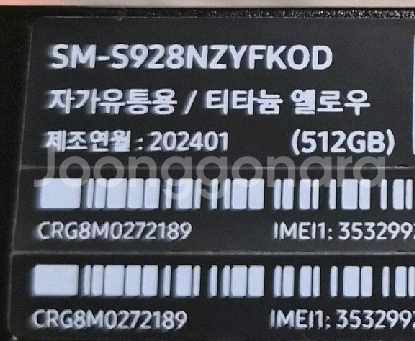 SM-S928NZYFKOD
자가유통용 / 티타늄 옐로우
제조연월 : 202401 (512GB)
Joonggonara
CRG8M0272189 IMEI1: 353299
CRG8M0272189 IMEI1: 353299